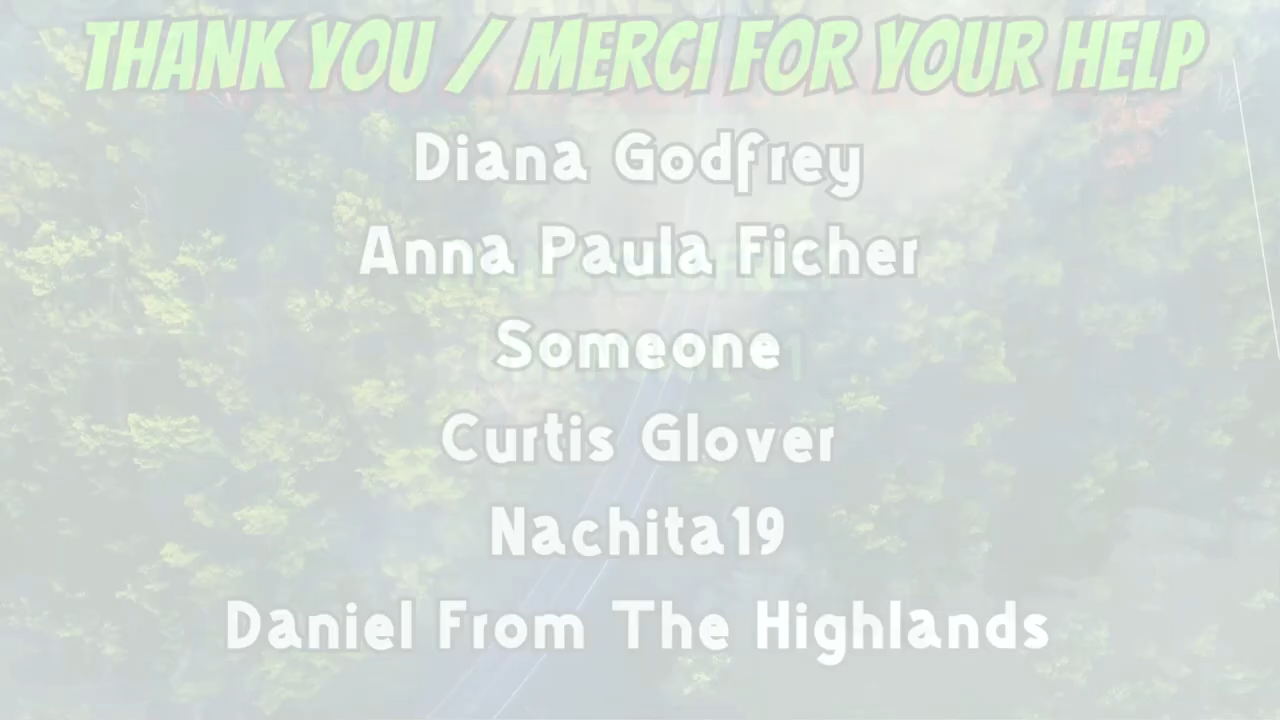 THANK YOU / MERCI FOR YOUR HELP
Diana Godfrey
Anna Paula Ficher
Someone
Curtis Glover
Nachita19
Daniel From The Highlands